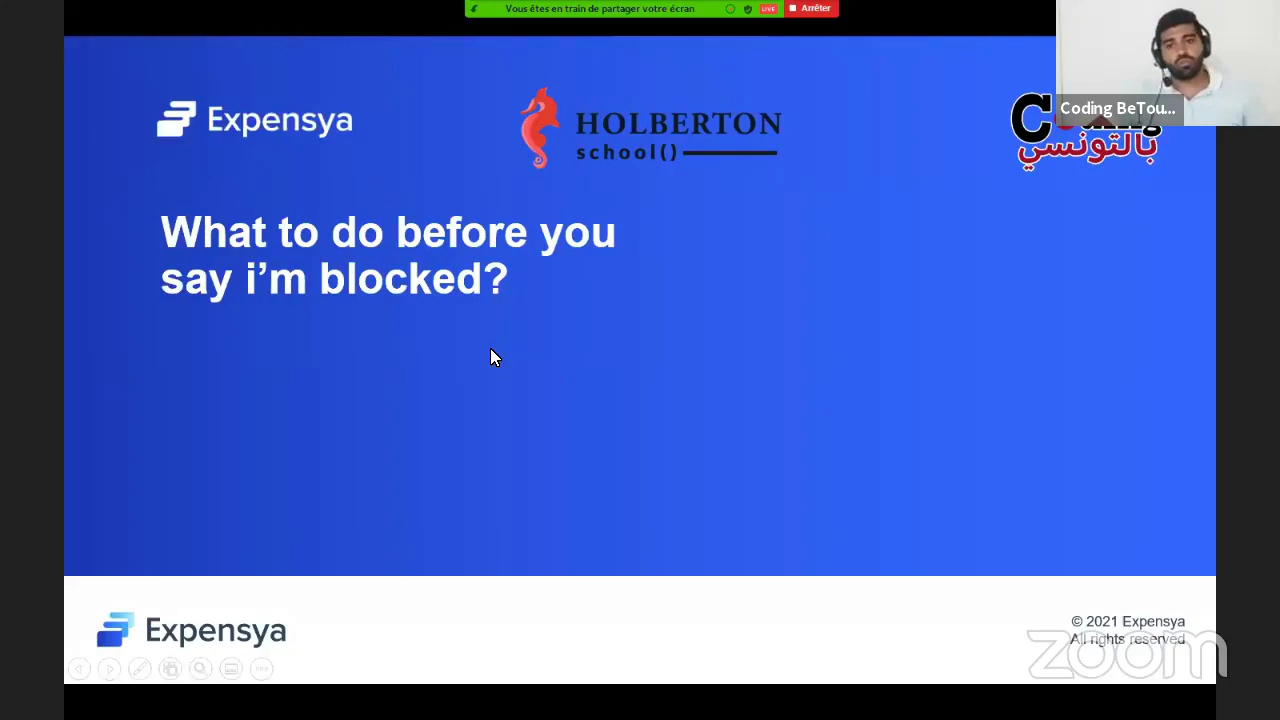 Vous êtes en train de partager votre écran
LIVE
Arrêter
Expensya
HOLBERTON
school()
Coding BeTou...
بالتونسي
What to do before you
say i’m blocked?
Expensya
© 2021 Expensya
All rights reserved
zoom